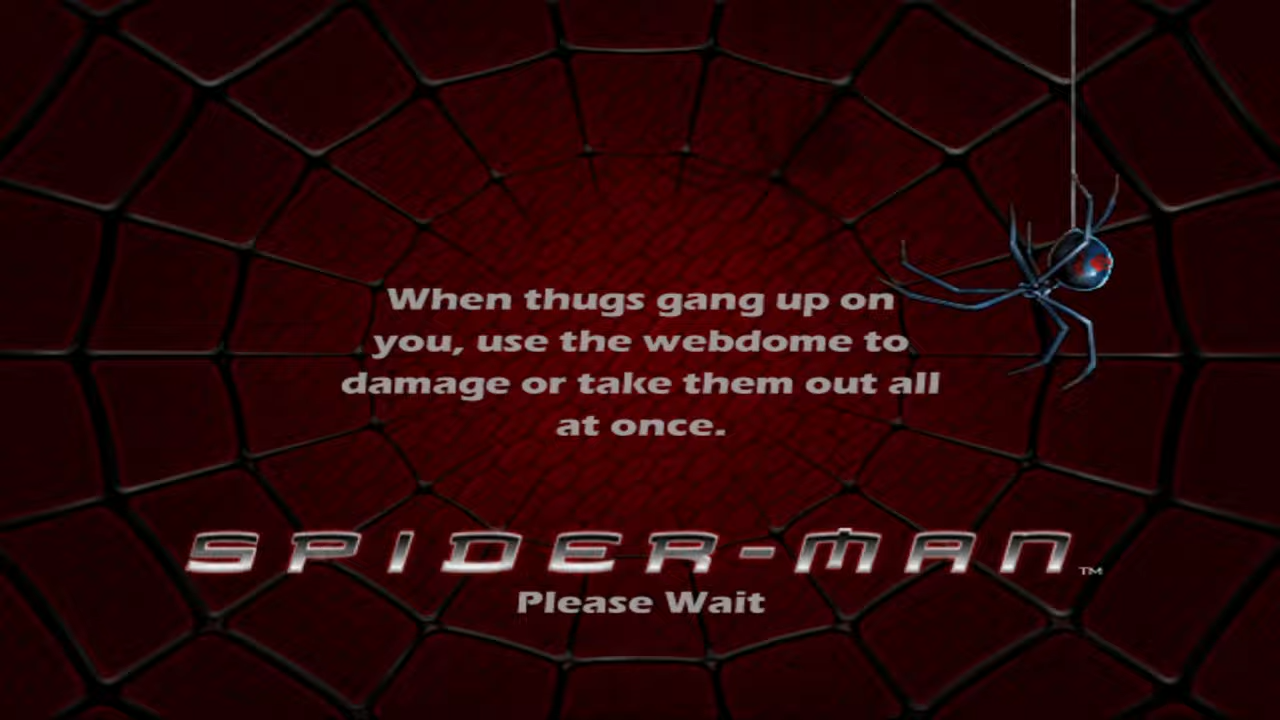 When thugs gang up on
you, use the webdome to
damage or take them out all
at once.
SPIDER-MAN™
Please Wait